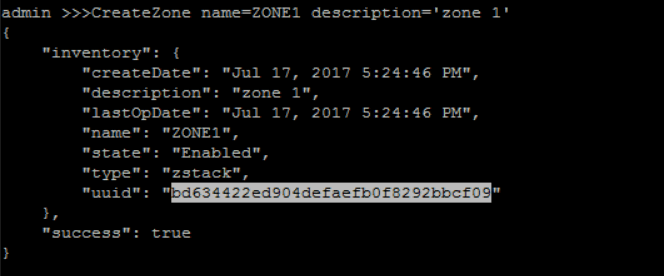 admin >>>CreateZone name=ZONE1 description='zone 1'
{
    "inventory": {
        "createDate": "Jul 17, 2017 5:24:46 PM",
        "description": "zone 1",
        "lastOpDate": "Jul 17, 2017 5:24:46 PM",
        "name": "ZONE1",
        "state": "Enabled",
        "type": "zstack",
        "uuid": "bd634422ed904defaefb0f8292bbcf09"
    },
    "success": true
}